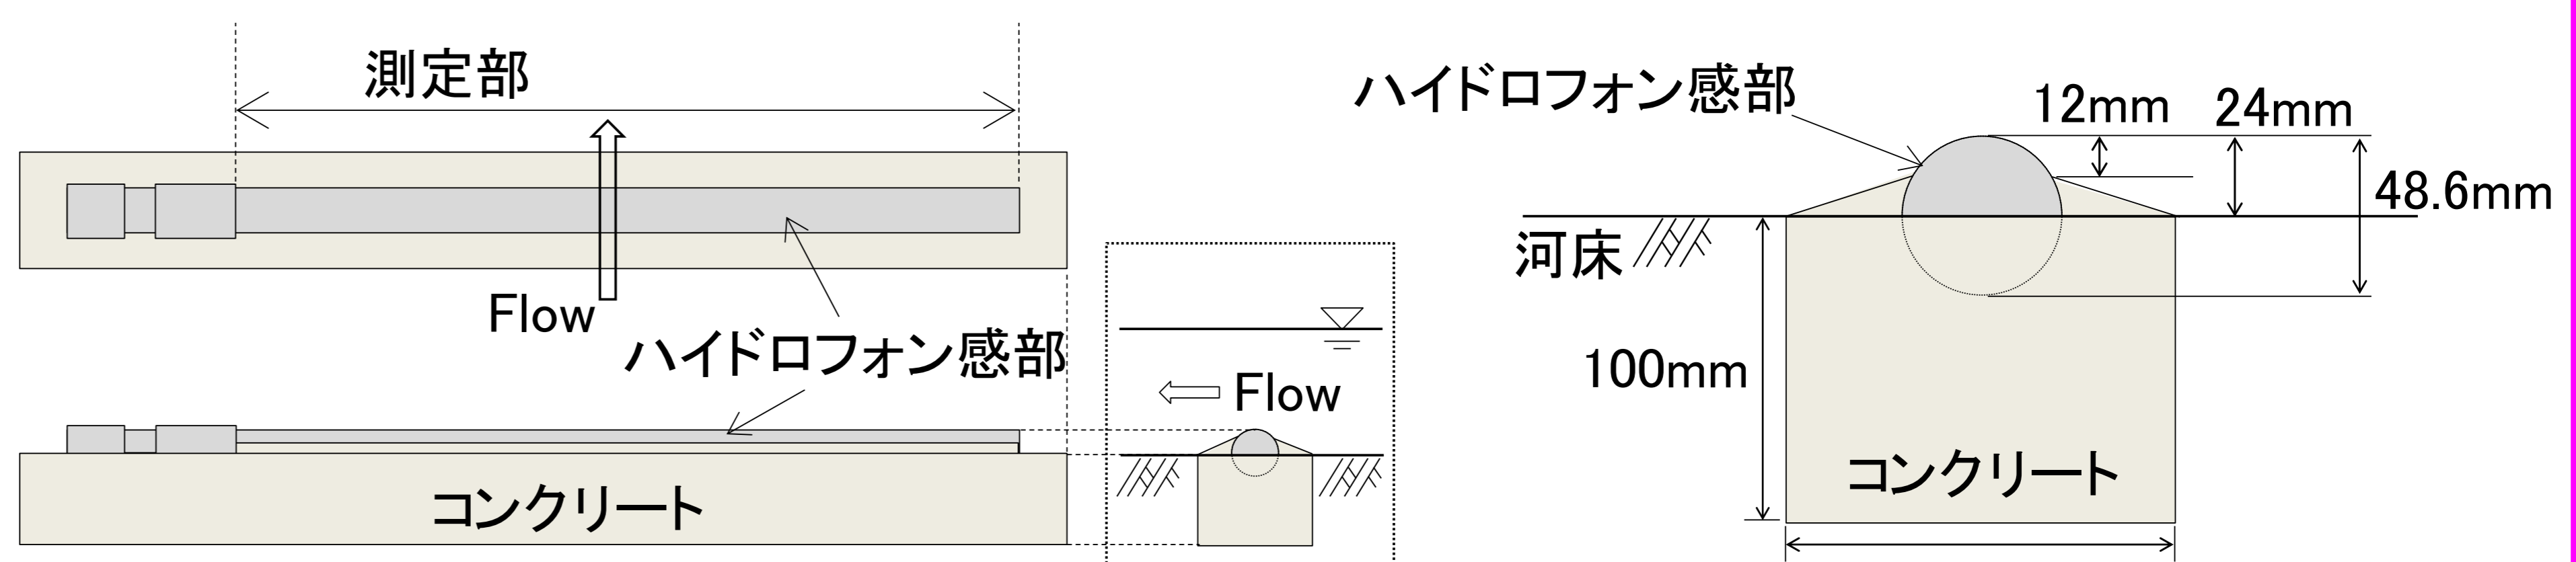 測定部
Flow
ハイドロフォン感部
コンクリート
Flow
ハイドロフォン感部
12mm
24mm
48.6mm
河床
100mm
コンクリート